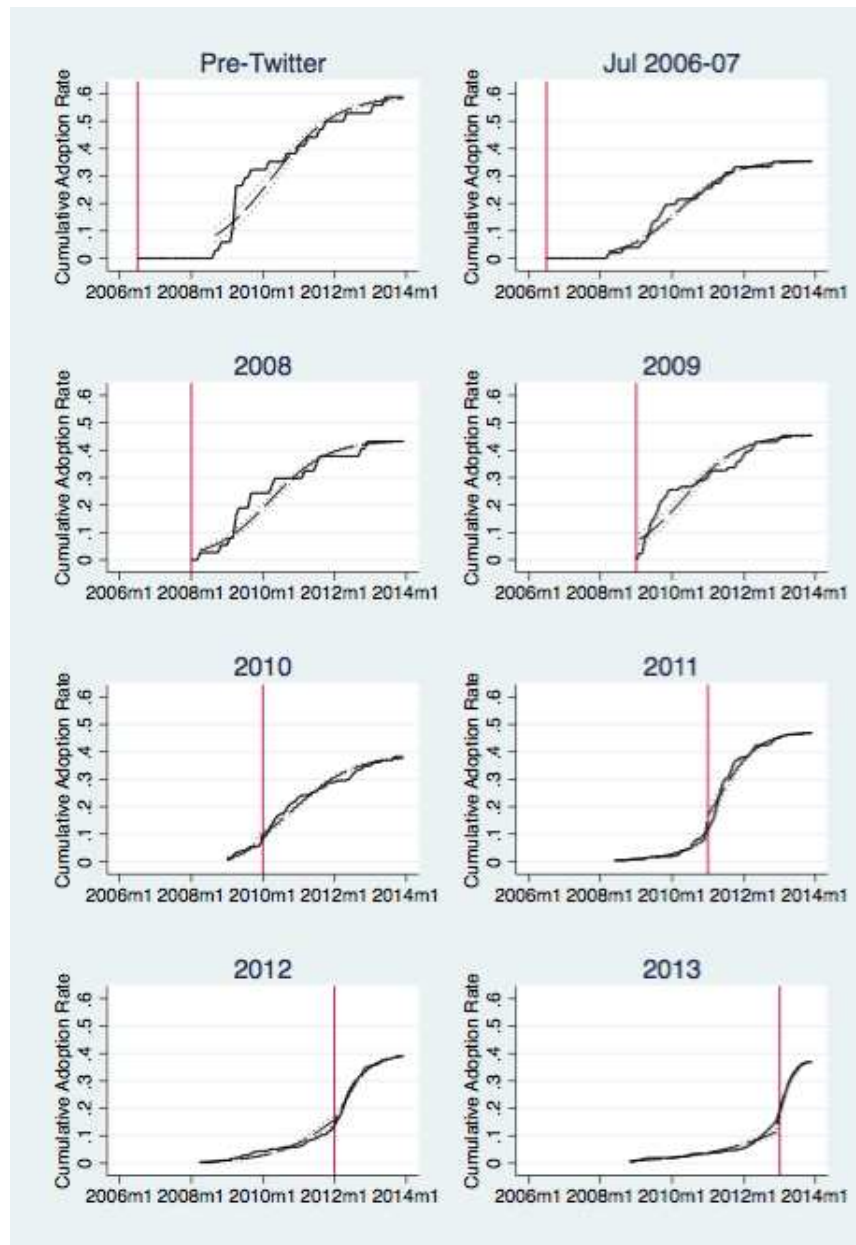 Pre-Twitter
Cumulative Adoption Rate
0 .1 .2 .3 .4 .5 .6
2006m1 2008m1 2010m1 2012m1 2014m1
Jul 2006-07
Cumulative Adoption Rate
0 .1 .2 .3 .4 .5 .6
2006m1 2008m1 2010m1 2012m1 2014m1
2008
Cumulative Adoption Rate
0 .1 .2 .3 .4 .5 .6
2006m1 2008m1 2010m1 2012m1 2014m1
2009
Cumulative Adoption Rate
0 .1 .2 .3 .4 .5 .6
2006m1 2008m1 2010m1 2012m1 2014m1
2010
Cumulative Adoption Rate
0 .1 .2 .3 .4 .5 .6
2006m1 2008m1 2010m1 2012m1 2014m1
2011
Cumulative Adoption Rate
0 .1 .2 .3 .4 .5 .6
2006m1 2008m1 2010m1 2012m1 2014m1
2012
Cumulative Adoption Rate
0 .1 .2 .3 .4 .5 .6
2006m1 2008m1 2010m1 2012m1 2014m1
2013
Cumulative Adoption Rate
0 .1 .2 .3 .4 .5 .6
2006m1 2008m1 2010m1 2012m1 2014m1